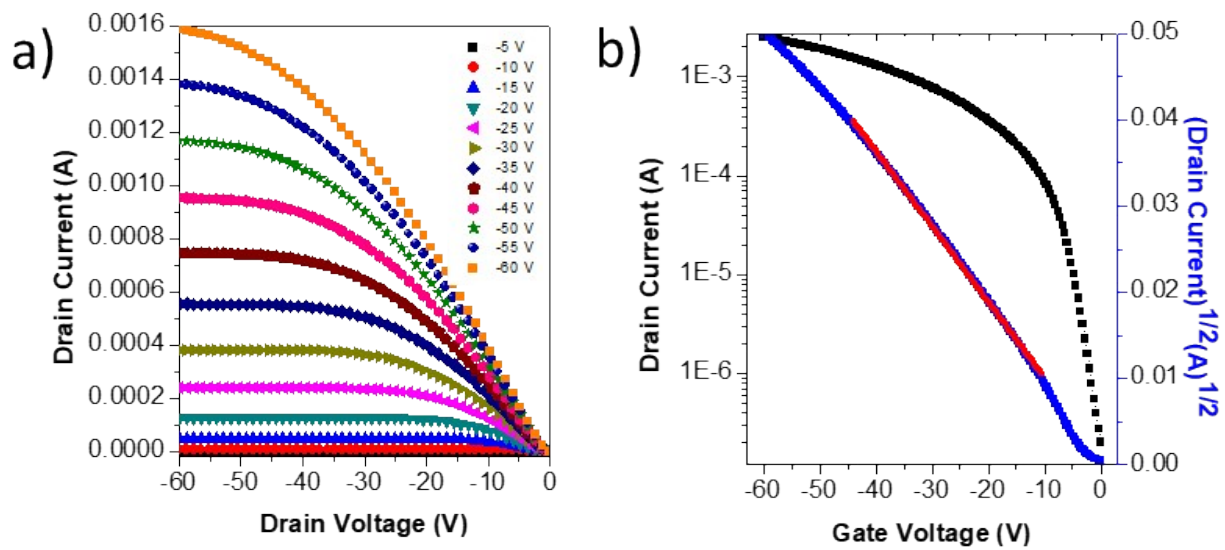 a)
0.0016
0.0014
0.0012
0.0010
0.0008
0.0006
0.0004
0.0002
0.0000
Drain Current (A)
-5 V
-10 V
-15 V
-20 V
-25 V
-30 V
-35 V
-40 V
-45 V
-50 V
-55 V
-60 V
-60 -50 -40 -30 -20 -10 0
Drain Voltage (V)
b)
1E-3
1E-4
1E-5
1E-6
Drain Current (A)
0.05
0.04
0.03
0.02
0.01
0.00
(Drain Current)^1/2(A)^1/2
-60 -50 -40 -30 -20 -10 0
Gate Voltage (V)